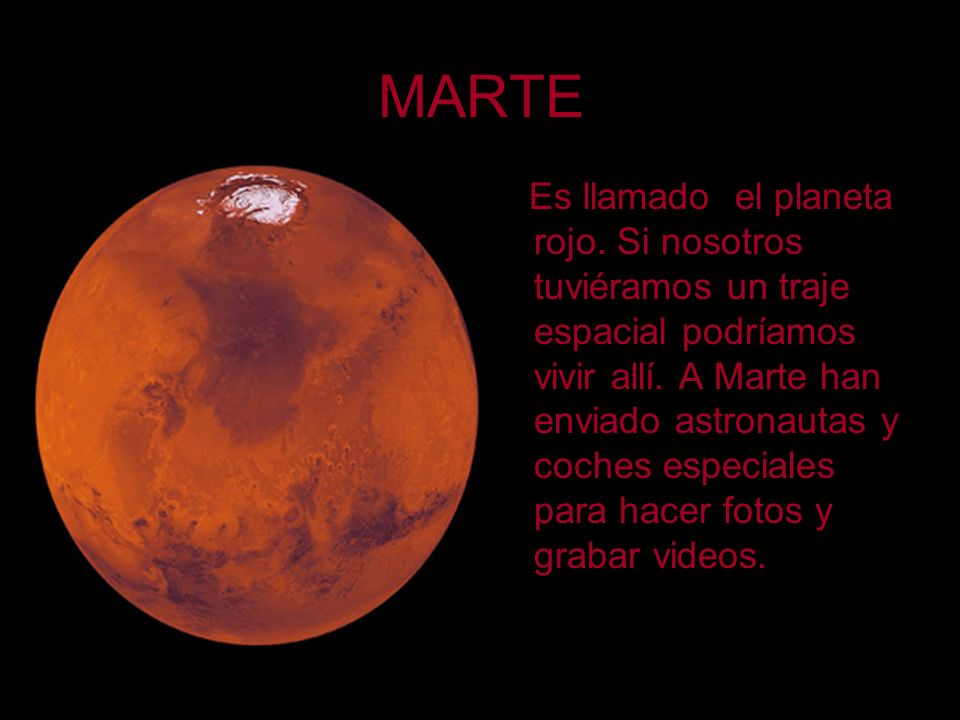 MARTE
Es llamado  el planeta
rojo. Si nosotros
tuviéramos un traje
espacial podríamos
vivir allí.  A Marte han
enviado astronautas y
coches especiales
para hacer fotos y
grabar videos.